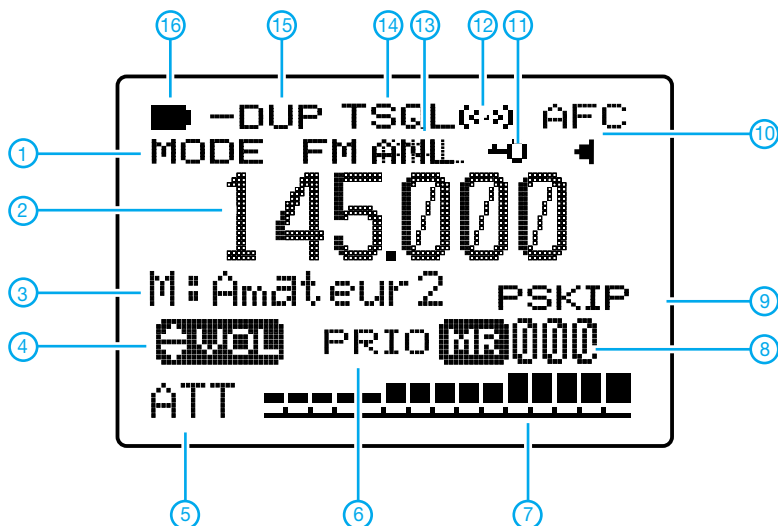 16 15 14 13 12 11
-DUP TSQL AFC
10
1 MODE FM ANL
2 145.000
3 M:Amateur2 PSKIP 9
4 VOL PRIO MR 000 8
ATT
5 6 7